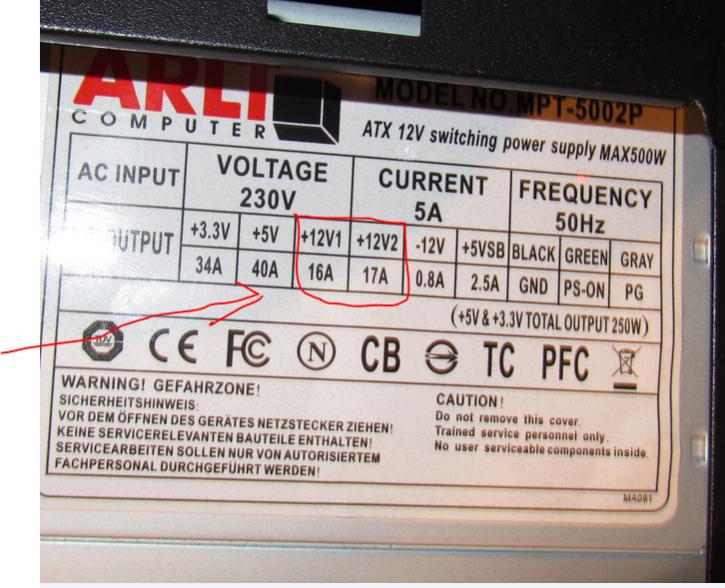 ARLT
COMPUTER
MODEL NO.MPT-5002P
ATX 12V switching power supply MAX500W
AC INPUT VOLTAGE 230V CURRENT 5A FREQUENCY 50Hz
OUTPUT +3.3V +5V +12V1 +12V2 -12V +5VSB BLACK GREEN GRAY
34A 40A 16A 17A 0.8A 2.5A GND PS-ON PG
(+5V & +3.3V TOTAL OUTPUT 250W)
TÜV CE FC N CB S TC PFC
WARNING! GEFAHRZONE!
SICHERHEITSHINWEIS:
VOR DEM ÖFFNEN DES GERÄTES NETZSTECKER ZIEHEN!
KEINE SERVICERELEVANTEN BAUTEILE ENTHALTEN!
SERVICEARBEITEN SOLLEN NUR VON AUTORISIERTEM
FACHPERSONAL DURCHGEFÜHRT WERDEN!
CAUTION!
Do not remove this cover.
Trained service personnel only.
No user serviceable components inside.
MA081